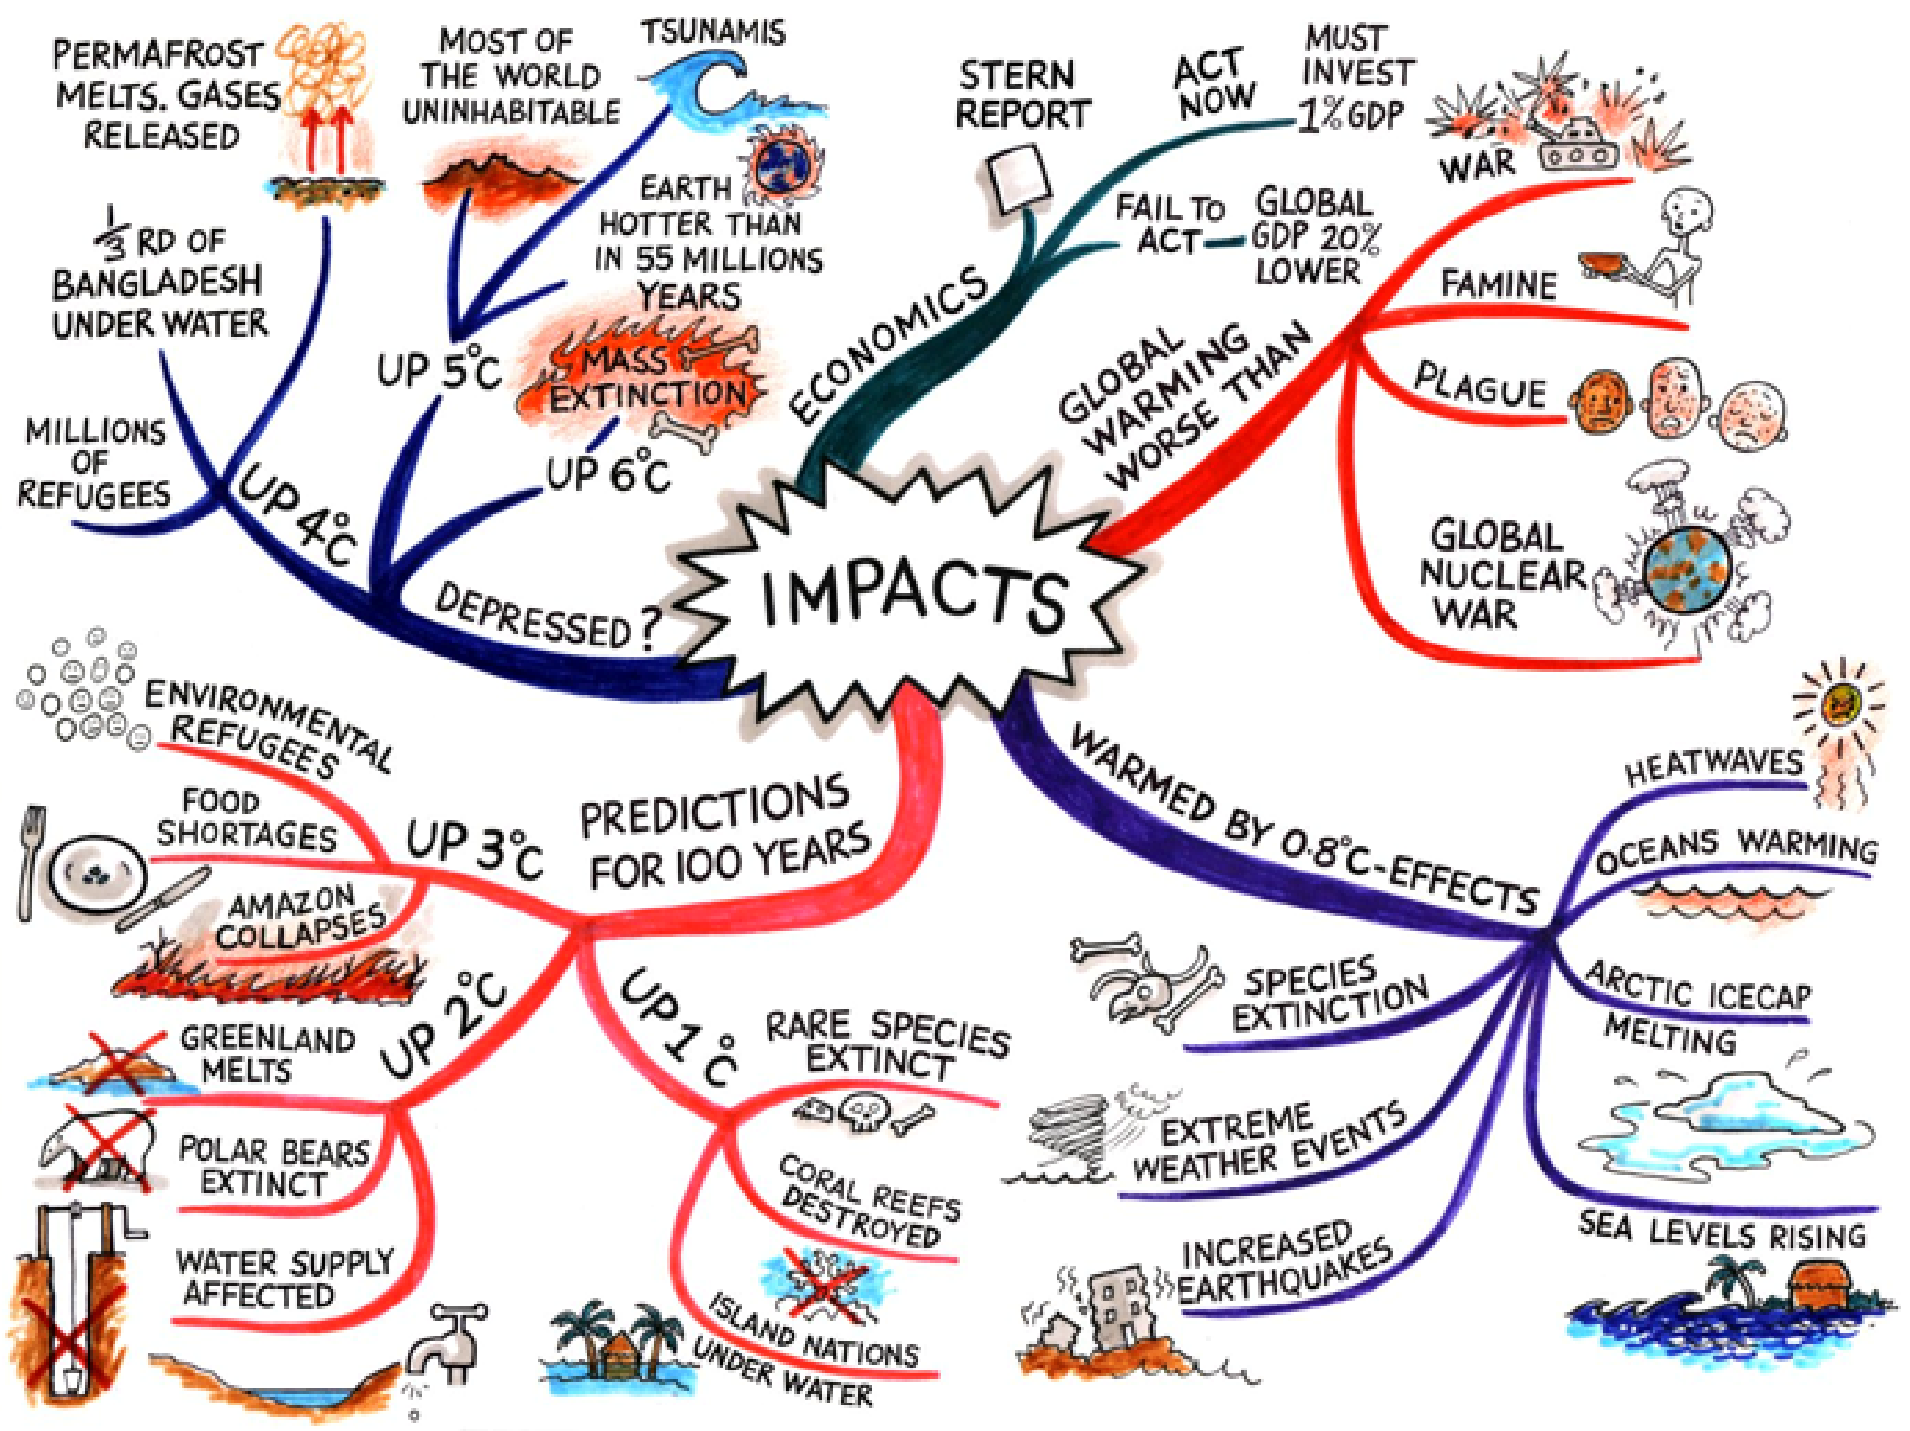 IMPACTS
ECONOMICS
STERN
REPORT
ACT
NOW
MUST
INVEST
1% GDP
FAIL TO
ACT
GLOBAL
GDP 20%
LOWER
GLOBAL
WARMING
WORSE THAN
WAR
FAMINE
PLAGUE
GLOBAL
NUCLEAR
WAR
WARMED BY 0.8°C-EFFECTS
HEATWAVES
OCEANS WARMING
ARCTIC ICECAP
MELTING
SEA LEVELS RISING
INCREASED
EARTHQUAKES
EXTREME
WEATHER EVENTS
SPECIES
EXTINCTION
PREDICTIONS
FOR 100 YEARS
UP 1°C
RARE SPECIES
EXTINCT
CORAL REEFS
DESTROYED
ISLAND NATIONS
UNDER WATER
UP 2°C
GREENLAND
MELTS
POLAR BEARS
EXTINCT
WATER SUPPLY
AFFECTED
UP 3°C
ENVIRONMENTAL
REFUGEES
FOOD
SHORTAGES
AMAZON
COLLAPSES
DEPRESSED?
UP 4°C
MILLIONS
OF
REFUGEES
1/3 RD OF
BANGLADESH
UNDER WATER
PERMAFROST
MELTS. GASES
RELEASED
UP 5°C
MOST OF
THE WORLD
UNINHABITABLE
TSUNAMIS
EARTH
HOTTER THAN
IN 55 MILLIONS
YEARS
UP 6°C
MASS
EXTINCTION